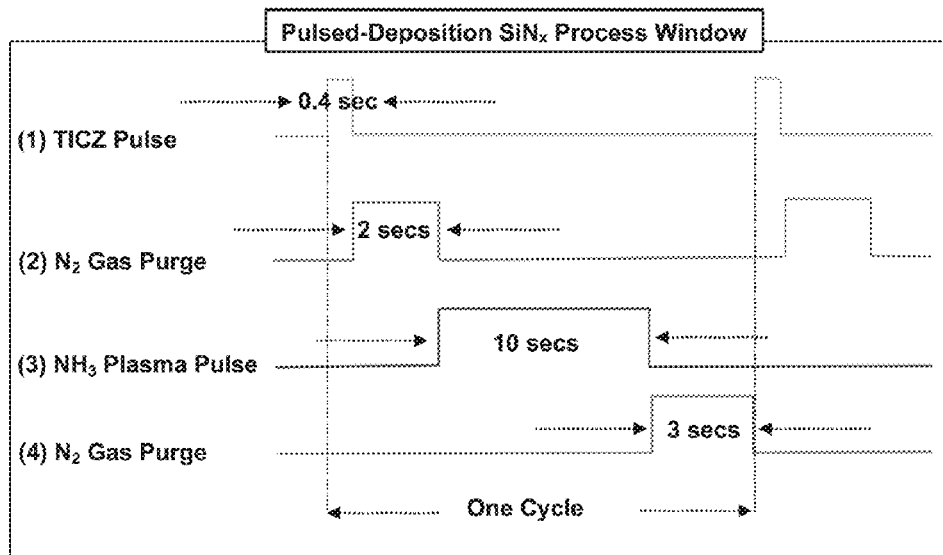 Pulsed-Deposition SiNₓ Process Window
0.4 sec
(1) TICZ Pulse
2 secs
(2) N₂ Gas Purge
10 secs
(3) NH₃ Plasma Pulse
3 secs
(4) N₂ Gas Purge
One Cycle